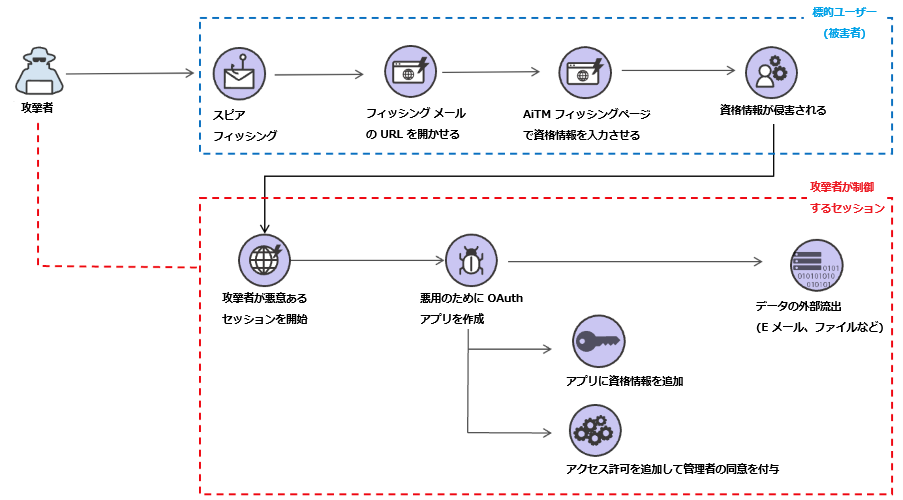 標的ユーザー
(被害者)
攻撃者
スピア
フィッシング
フィッシング メール
の URL を開かせる
AiTM フィッシングページ
で資格情報を入力させる
資格情報が侵害される
攻撃者が制御
するセッション
攻撃者が悪意ある
セッションを開始
悪用のために OAuth
アプリを作成
0101
010101010
010101
データの外部流出
(E メール、ファイルなど)
アプリに資格情報を追加
アクセス許可を追加して管理者の同意を付与